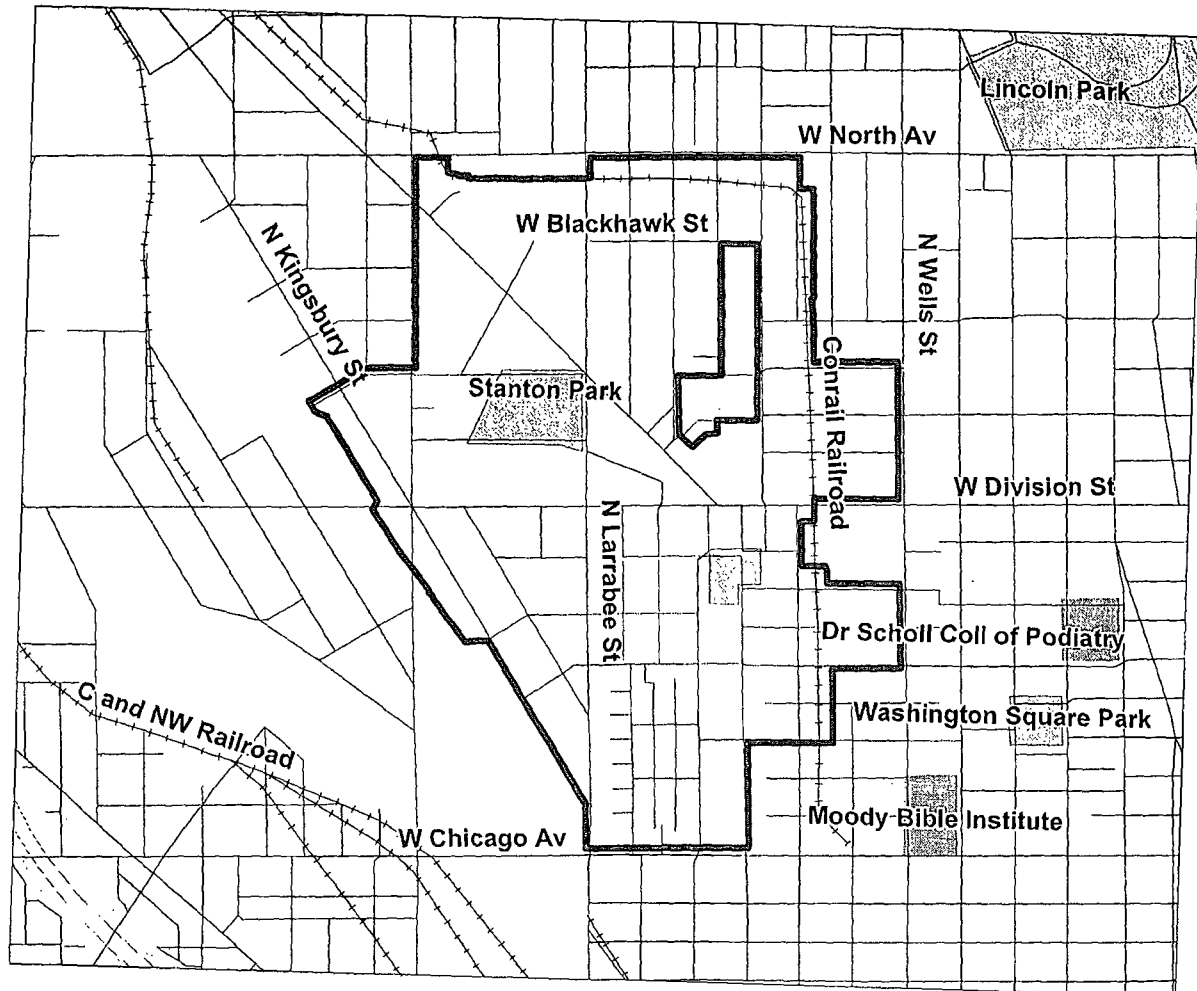 Lincoln Park
W North Av
W Blackhawk St
N Kingsbury St
N Wells St
Conrail Railroad
Stanton Park
W Division St
N Larrabee St
Dr Scholl Coll of Podiatry
C and NW Railroad
Washington Square Park
Moody Bible Institute
W Chicago Av